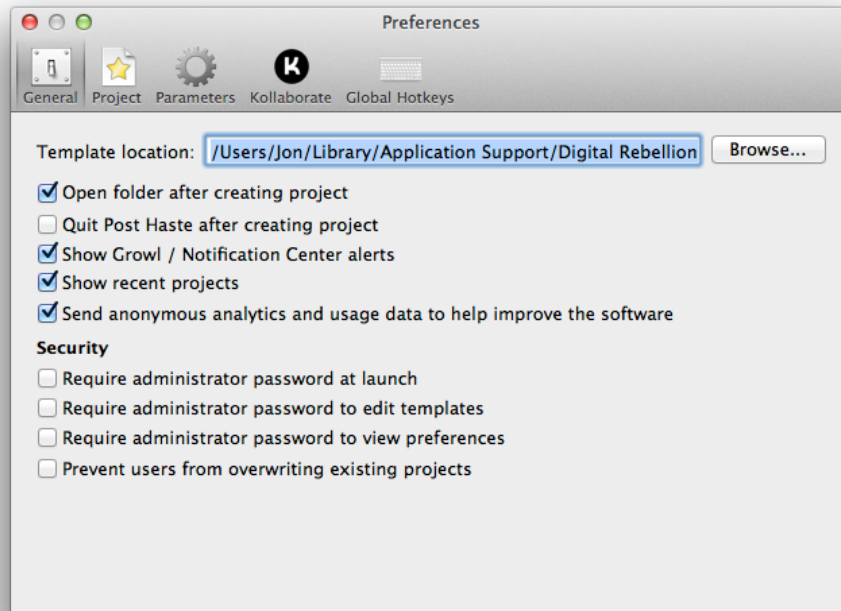 Preferences
General Project Parameters Kollaborate Global Hotkeys
Template location: /Users/Jon/Library/Application Support/Digital Rebellion Browse...
Open folder after creating project
Quit Post Haste after creating project
Show Growl / Notification Center alerts
Show recent projects
Send anonymous analytics and usage data to help improve the software
Security
Require administrator password at launch
Require administrator password to edit templates
Require administrator password to view preferences
Prevent users from overwriting existing projects